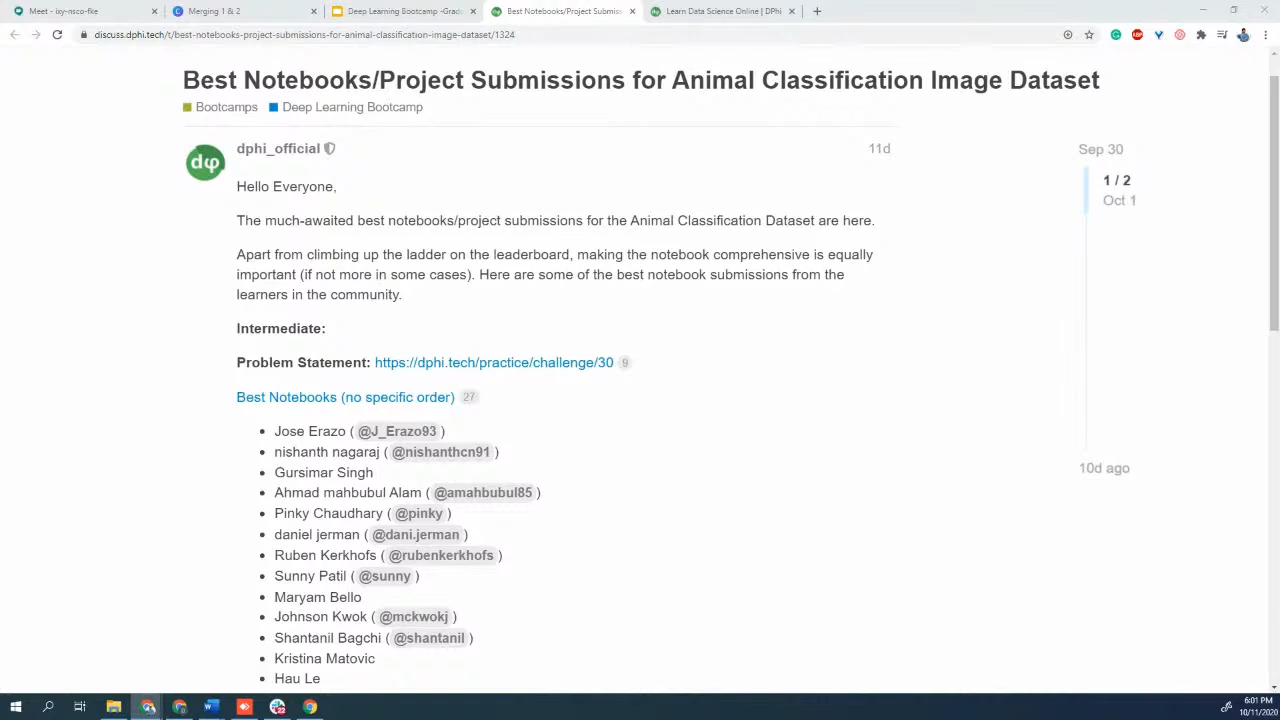 Meet - iky-nsco-fke
Merging 1 & 2
Deep Learning Bootcamp -Grad
Best Notebooks/Project Submiss
Learn Data Science Online | DPhi
discuss.dphi.tech/t/best-notebooks-project-submissions-for-animal-classification-image-dataset/1324
Best Notebooks/Project Submissions for Animal Classification Image Dataset
Bootcamps Deep Learning Bootcamp
dφ
dphi_official 11d
Sep 30
Hello Everyone,
1 / 2
Oct 1
The much-awaited best notebooks/project submissions for the Animal Classification Dataset are here.
Apart from climbing up the ladder on the leaderboard, making the notebook comprehensive is equally
important (if not more in some cases). Here are some of the best notebook submissions from the
learners in the community.
Intermediate:
Problem Statement: https://dphi.tech/practice/challenge/30 9
Best Notebooks (no specific order) 27
Jose Erazo ( @J_Erazo93 )
nishanth nagaraj ( @nishanthcn91 )
10d ago
Gursimar Singh
Ahmad mahbubul Alam ( @amahbubul85 )
Pinky Chaudhary ( @pinky )
daniel jerman ( @dani.jerman )
Ruben Kerkhofs ( @rubenkerkhofs )
Sunny Patil ( @sunny )
Maryam Bello
Johnson Kwok ( @mckwokj )
Shantanil Bagchi ( @shantanil )
Kristina Matovic
Hau Le
6:01 PM
10/11/2020